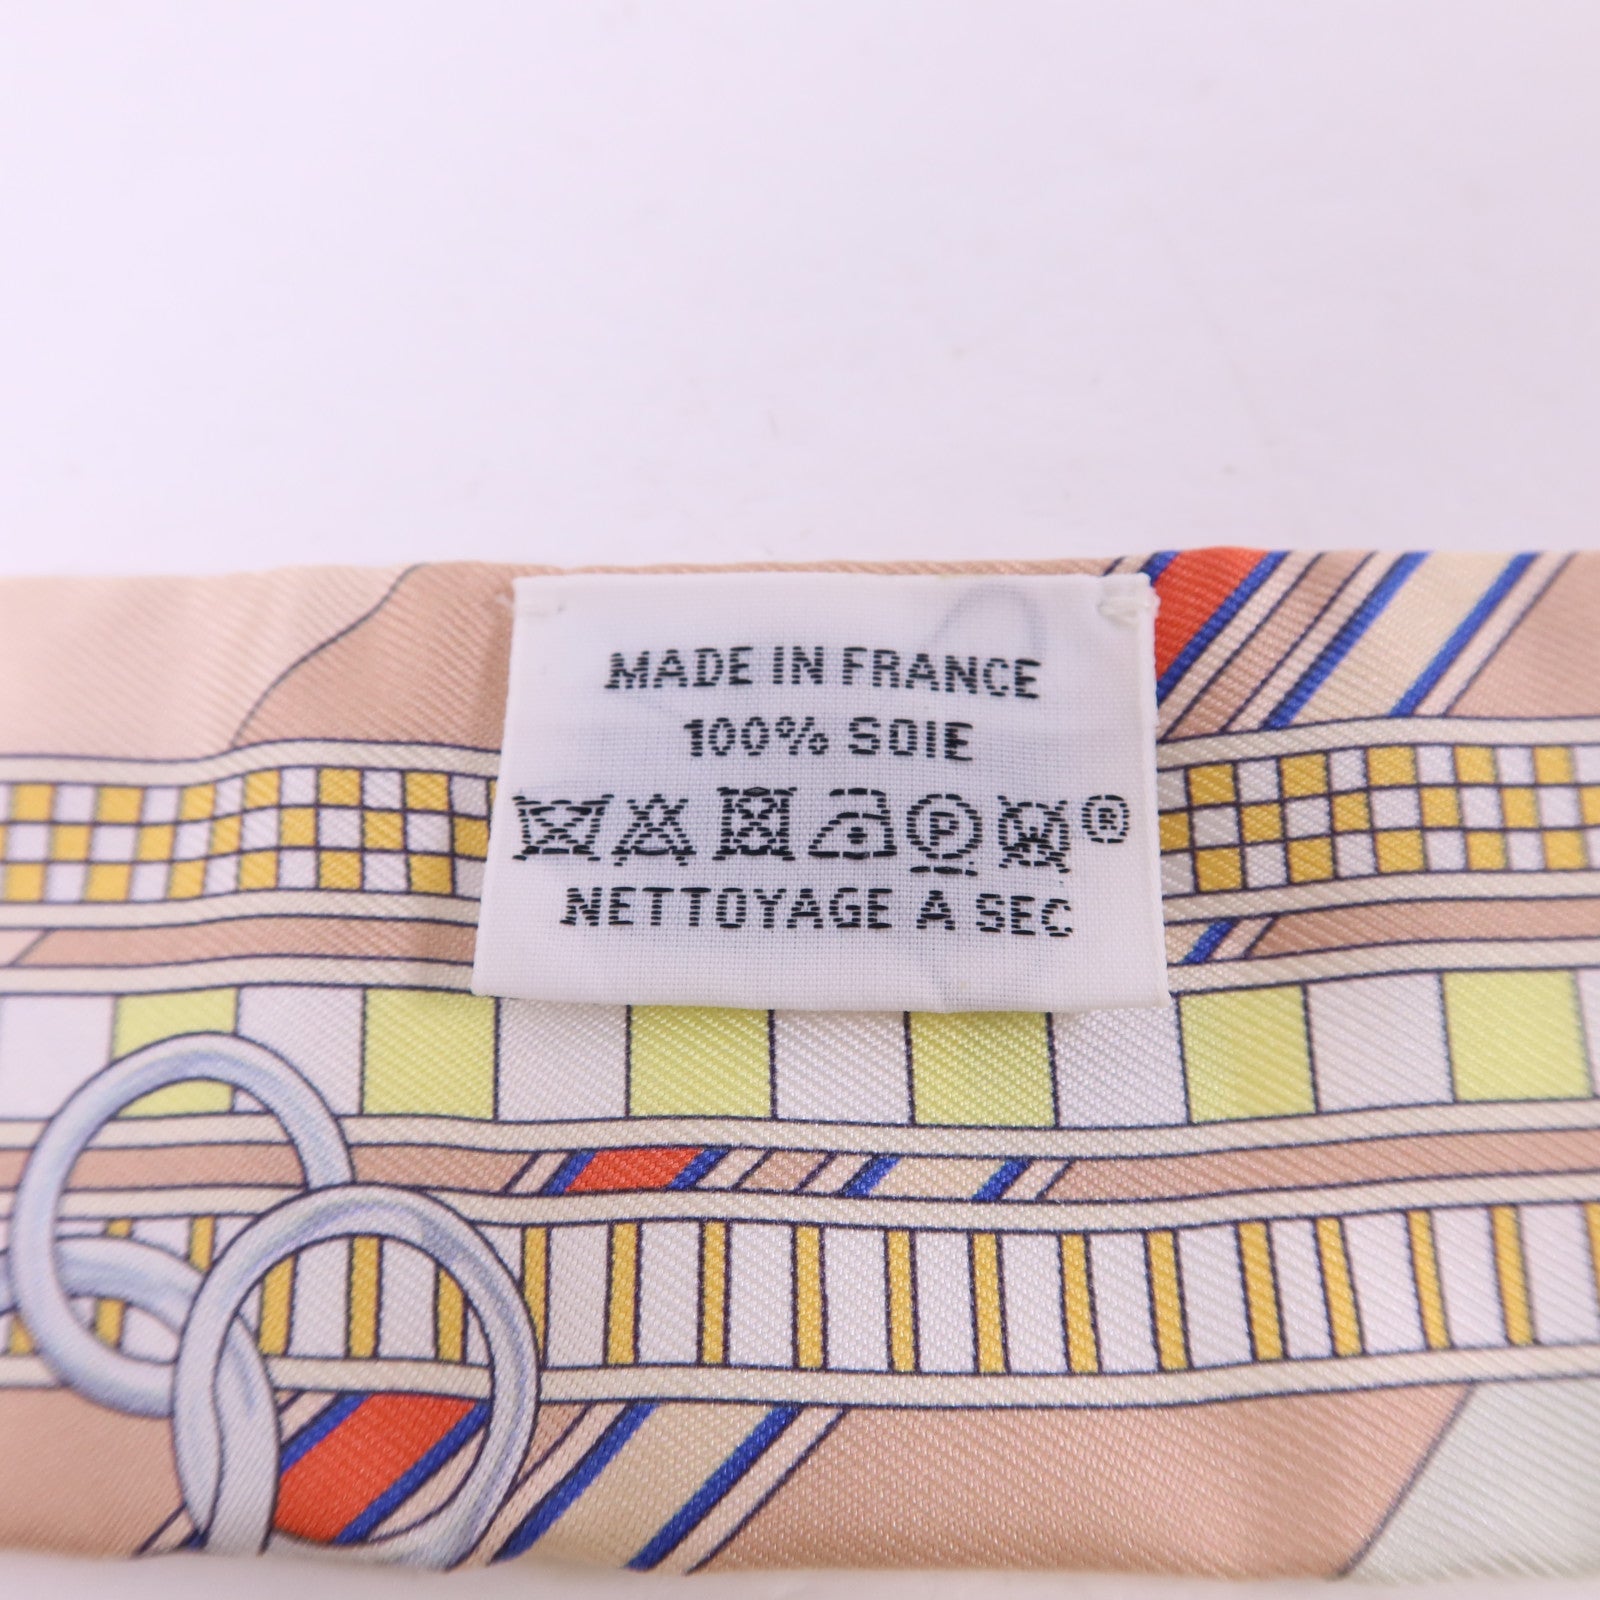 MADE IN FRANCE
100% SOIE
P W ®
NETTOYAGE A SEC